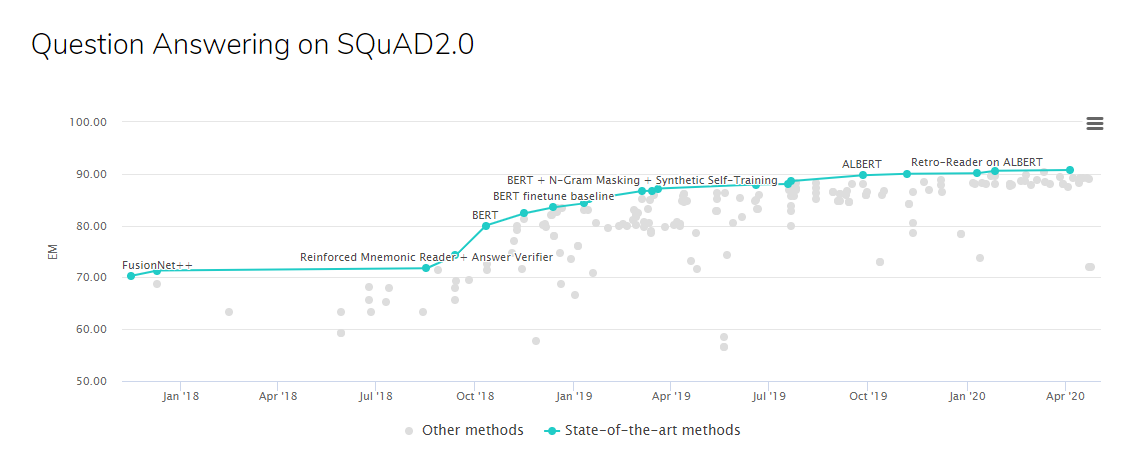 Question Answering on SQuAD2.0
100.00
90.00
80.00
70.00
60.00
50.00
EM
FusionNet++
Reinforced Mnemonic Reader + Answer Verifier
BERT
BERT finetune baseline
BERT + N-Gram Masking + Synthetic Self-Training
ALBERT
Retro-Reader on ALBERT
Jan '18
Apr '18
Jul '18
Oct '18
Jan '19
Apr '19
Jul '19
Oct '19
Jan '20
Apr '20
Other methods
State-of-the-art methods